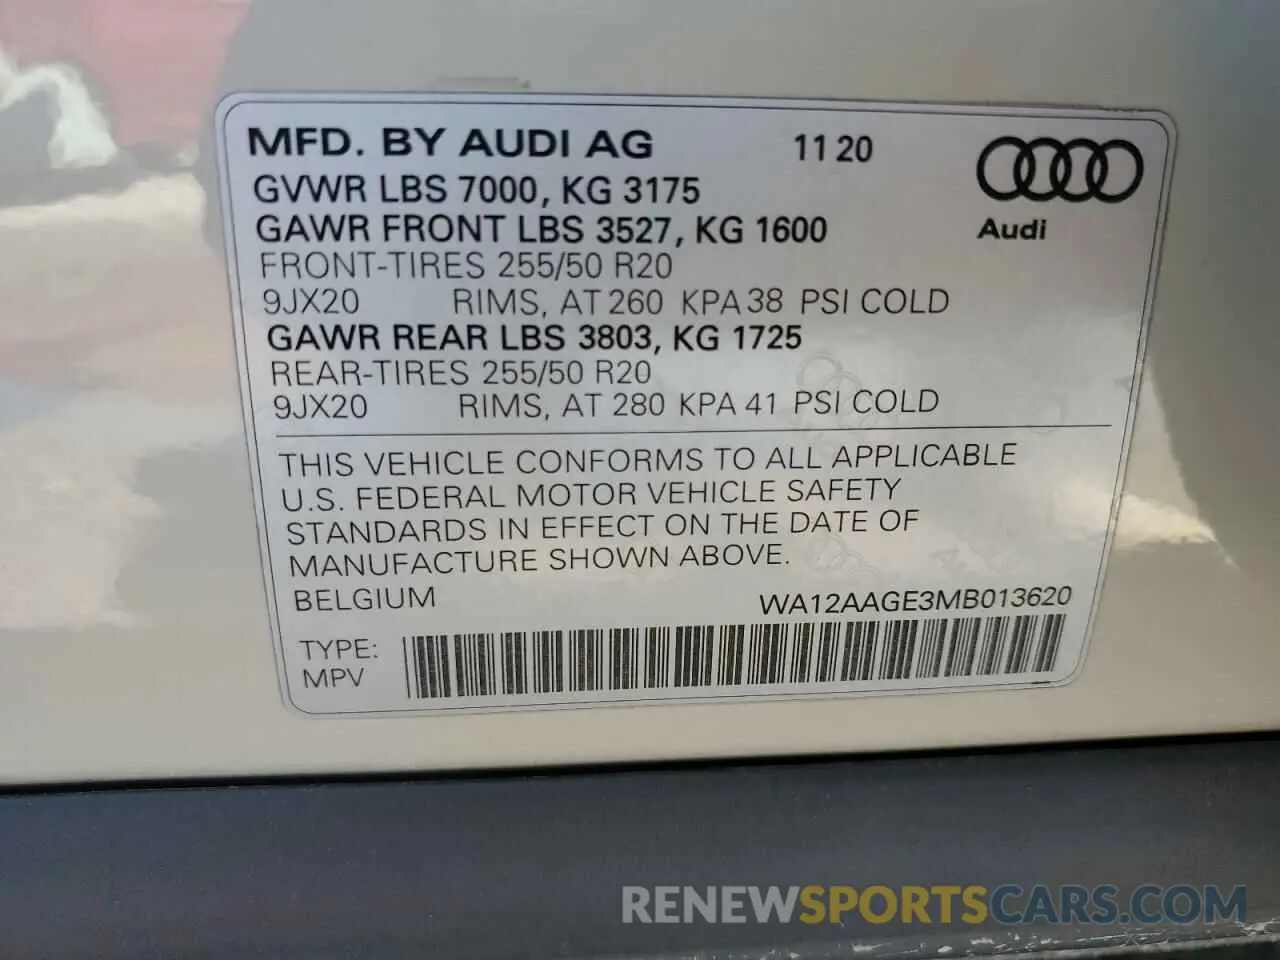 MFD. BY AUDI AG 11 20
GVWR LBS 7000, KG 3175
GAWR FRONT LBS 3527, KG 1600
Audi
FRONT-TIRES 255/50 R20
9JX20 RIMS, AT 260 KPA 38 PSI COLD
GAWR REAR LBS 3803, KG 1725
REAR-TIRES 255/50 R20
9JX20 RIMS, AT 280 KPA 41 PSI COLD
THIS VEHICLE CONFORMS TO ALL APPLICABLE
U.S. FEDERAL MOTOR VEHICLE SAFETY
STANDARDS IN EFFECT ON THE DATE OF
MANUFACTURE SHOWN ABOVE.
BELGIUM WA12AAGE3MB013620
TYPE:
MPV
RENEWSPORTSCARS.COM